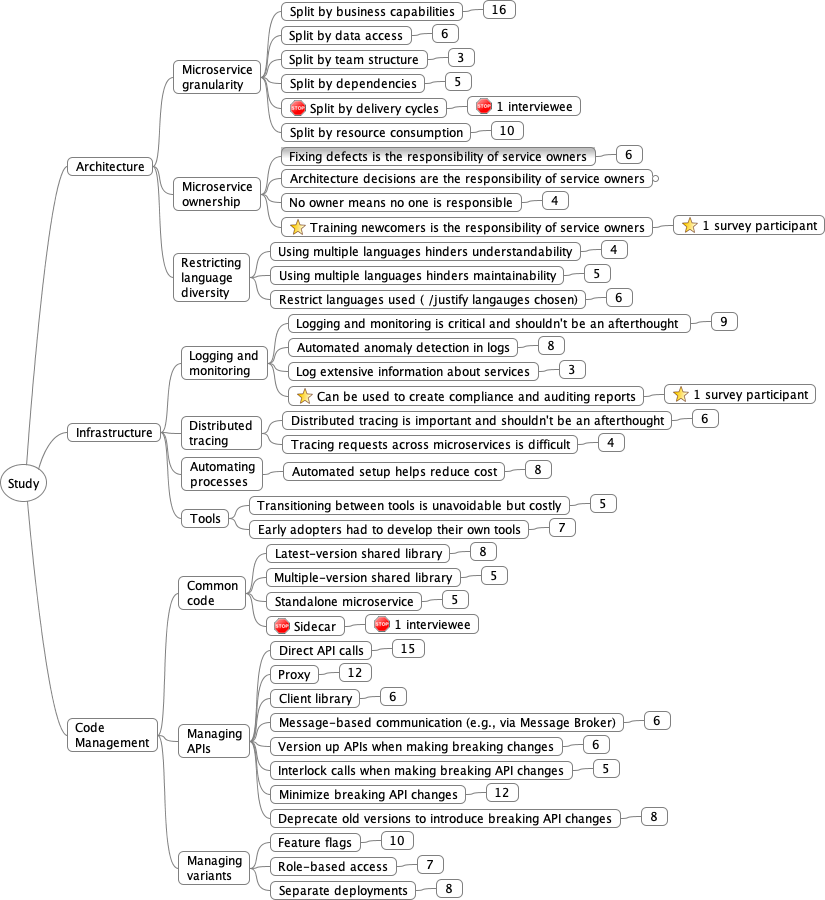 Study
Architecture
Microservice
granularity
Split by business capabilities
16
Split by data access
6
Split by team structure
3
Split by dependencies
5
STOP
Split by delivery cycles
STOP
1 interviewee
Split by resource consumption
10
Microservice
ownership
Fixing defects is the responsibility of service owners
6
Architecture decisions are the responsibility of service owners
No owner means no one is responsible
4
Training newcomers is the responsibility of service owners
1 survey participant
Restricting
language
diversity
Using multiple languages hinders understandability
4
Using multiple languages hinders maintainability
5
Restrict languages used ( /justify langauges chosen)
6
Infrastructure
Logging and
monitoring
Logging and monitoring is critical and shouldn't be an afterthought
9
Automated anomaly detection in logs
8
Log extensive information about services
3
Can be used to create compliance and auditing reports
1 survey participant
Distributed
tracing
Distributed tracing is important and shouldn't be an afterthought
6
Tracing requests across microservices is difficult
4
Automating
processes
Automated setup helps reduce cost
8
Tools
Transitioning between tools is unavoidable but costly
5
Early adopters had to develop their own tools
7
Code
Management
Common
code
Latest-version shared library
8
Multiple-version shared library
5
Standalone microservice
5
STOP
Sidecar
STOP
1 interviewee
Managing
APIs
Direct API calls
15
Proxy
12
Client library
6
Message-based communication (e.g., via Message Broker)
6
Version up APIs when making breaking changes
6
Interlock calls when making breaking API changes
5
Minimize breaking API changes
12
Deprecate old versions to introduce breaking API changes
8
Managing
variants
Feature flags
10
Role-based access
7
Separate deployments
8